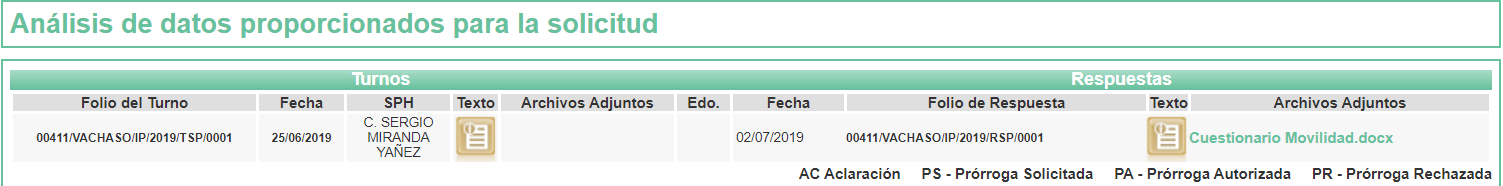 Análisis de datos proporcionados para la solicitud
Turnos Respuestas
Folio del Turno Fecha SPH Texto Archivos Adjuntos Edo. Fecha Folio de Respuesta Texto Archivos Adjuntos
00411/VACHASO/IP/2019/TSP/0001 25/06/2019 C. SERGIO MIRANDA YAÑEZ 02/07/2019 00411/VACHASO/IP/2019/RSP/0001 Cuestionario Movilidad.docx
AC Aclaración PS - Prórroga Solicitada PA - Prórroga Autorizada PR - Prórroga Rechazada